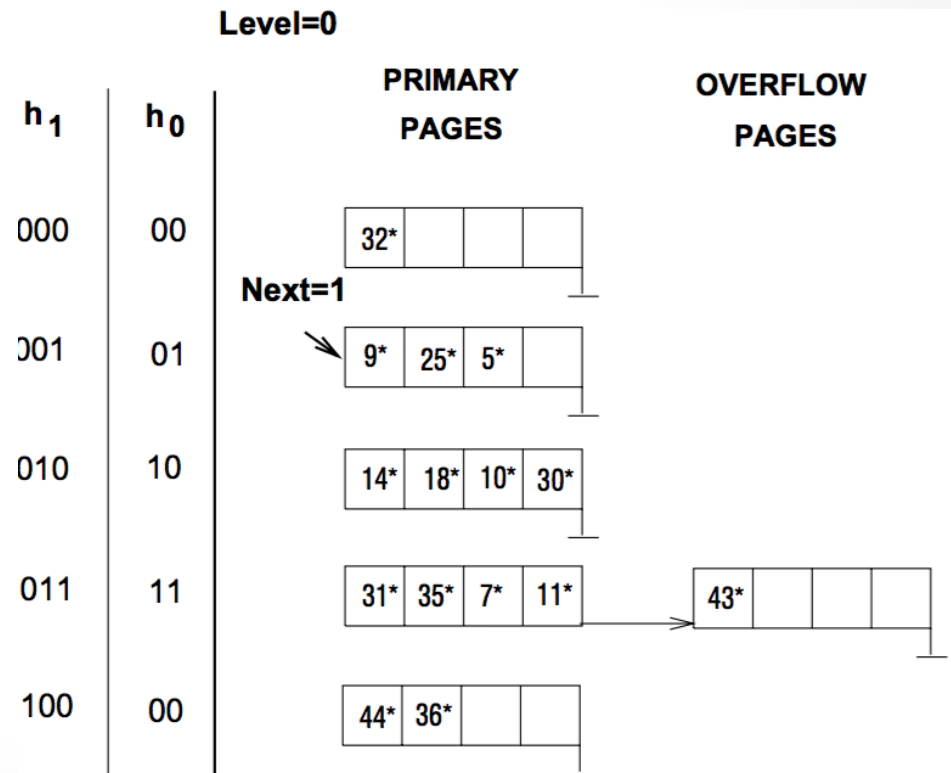 Level=0
h1 h0 PRIMARY PAGES OVERFLOW PAGES
000 00 32*
Next=1
001 01 9* 25* 5*
010 10 14* 18* 10* 30*
011 11 31* 35* 7* 11* 43*
100 00 44* 36*